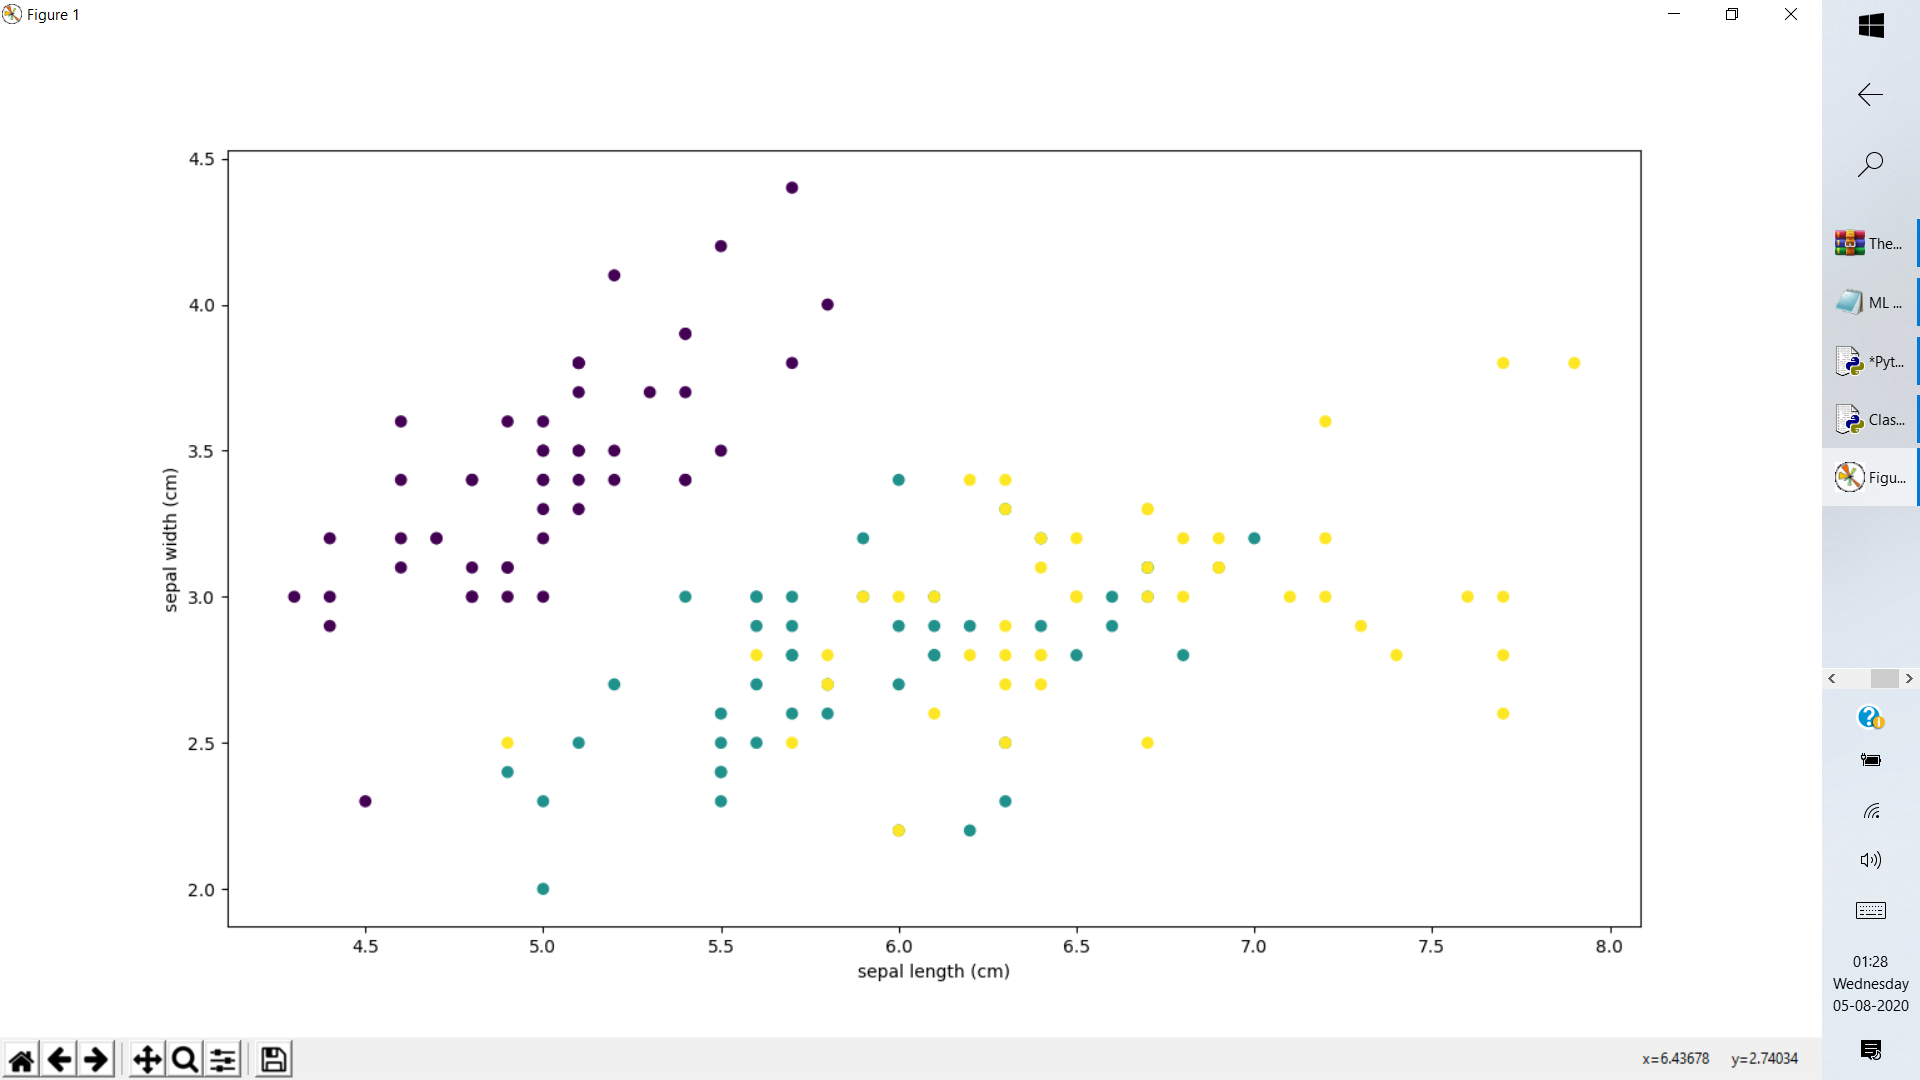 Figure 1
4.5
4.0
3.5
3.0
2.5
2.0
sepal width (cm)
4.5 5.0 5.5 6.0 6.5 7.0 7.5 8.0
sepal length (cm)
x=6.43678 y=2.74034
The...
ML ...
*Pyt...
Clas...
Figu...
01:28
Wednesday
05-08-2020